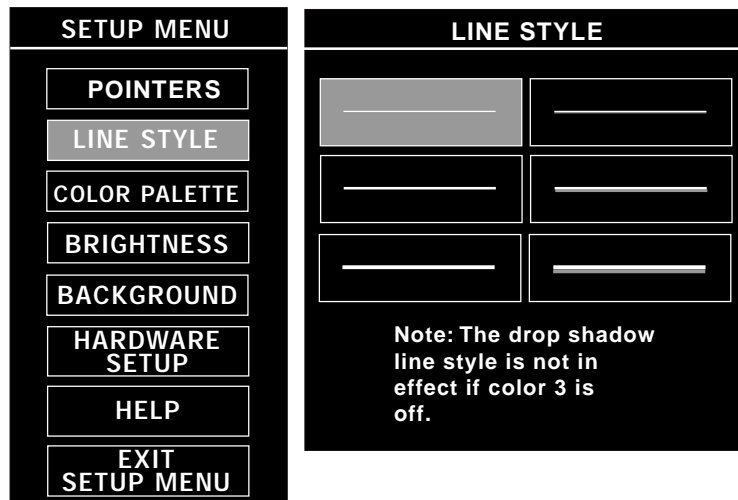 SETUP MENU
POINTERS
LINE STYLE
COLOR PALETTE
BRIGHTNESS
BACKGROUND
HARDWARE
SETUP
HELP
EXIT
SETUP MENU
LINE STYLE
Note: The drop shadow
line style is not in
effect if color 3 is
off.